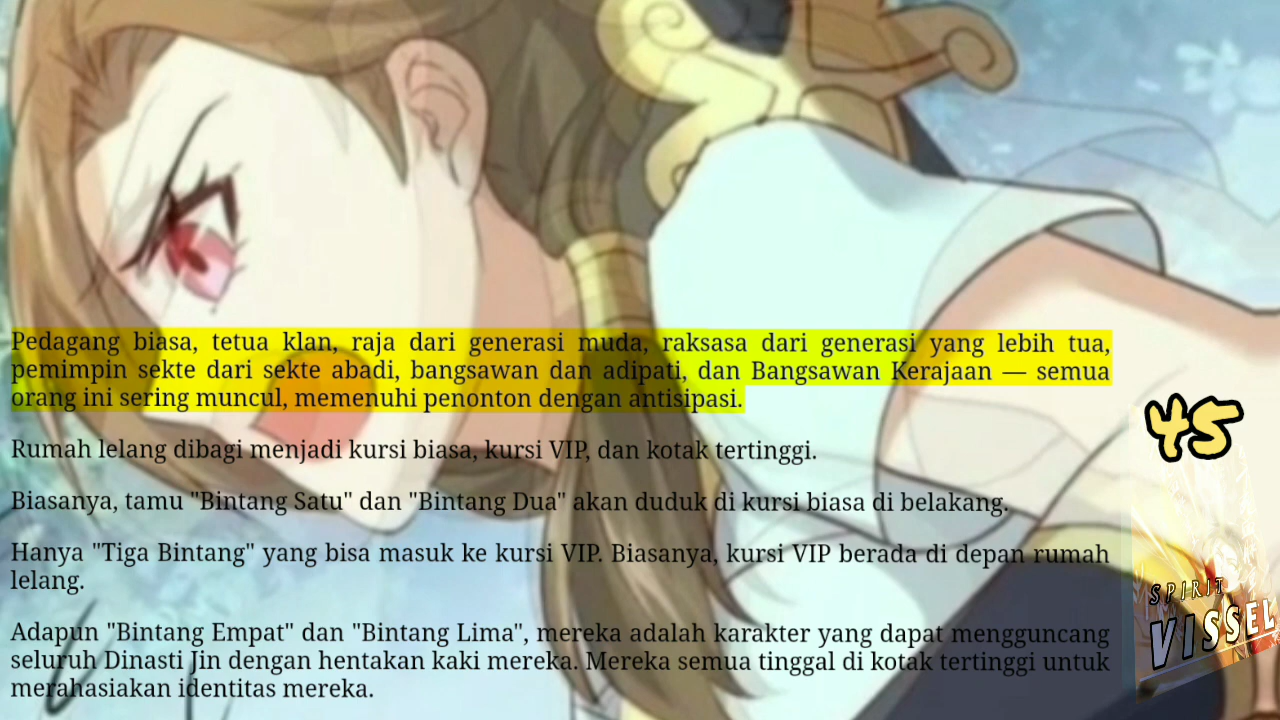 Pedagang biasa, tetua klan, raja dari generasi muda, raksasa dari generasi yang lebih tua,
pemimpin sekte dari sekte abadi, bangsawan dan adipati, dan Bangsawan Kerajaan — semua
orang ini sering muncul, memenuhi penonton dengan antisipasi.
Rumah lelang dibagi menjadi kursi biasa, kursi VIP, dan kotak tertinggi.
Biasanya, tamu "Bintang Satu" dan "Bintang Dua" akan duduk di kursi biasa di belakang.
Hanya "Tiga Bintang" yang bisa masuk ke kursi VIP. Biasanya, kursi VIP berada di depan rumah
lelang.
Adapun "Bintang Empat" dan "Bintang Lima", mereka adalah karakter yang dapat mengguncang
seluruh Dinasti Jin dengan hentakan kaki mereka. Mereka semua tinggal di kotak tertinggi untuk
merahasiakan identitas mereka.
45
SPIRIT
VISSEL